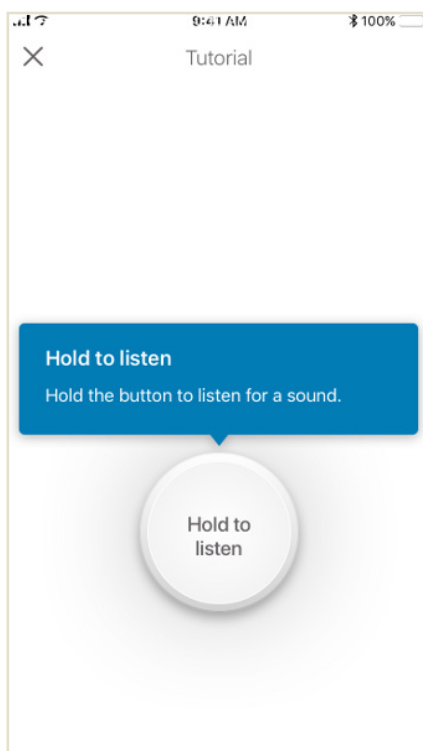 9:41 AM
100%
Tutorial
Hold to listen
Hold the button to listen for a sound.
Hold to
listen